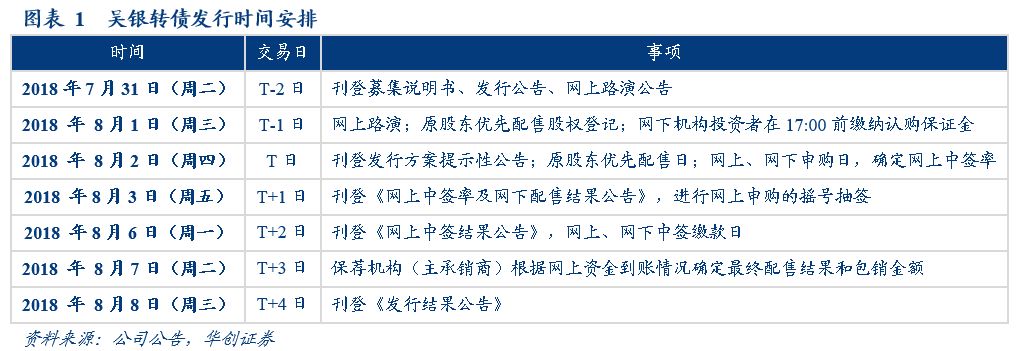 图表 1 吴银转债发行时间安排
时间 交易日 事项
2018 年 7 月 31 日（周二） T-2 日 刊登募集说明书、发行公告、网上路演公告
2018 年 8 月 1 日（周三） T-1 日 网上路演；原股东优先配售股权登记；网下机构投资者在 17:00 前缴纳认购保证金
2018 年 8 月 2 日（周四） T 日 刊登发行方案提示性公告；原股东优先配售日；网上、网下申购日，确定网上中签率
2018 年 8 月 3 日（周五） T+1 日 刊登《网上中签率及网下配售结果公告》，进行网上申购的摇号抽签
2018 年 8 月 6 日（周一） T+2 日 刊登《网上中签结果公告》，网上、网下中签缴款日
2018 年 8 月 7 日（周二） T+3 日 保荐机构（主承销商）根据网上资金到账情况确定最终配售结果和包销金额
2018 年 8 月 8 日（周三） T+4 日 刊登《发行结果公告》
资料来源：公司公告，华创证券